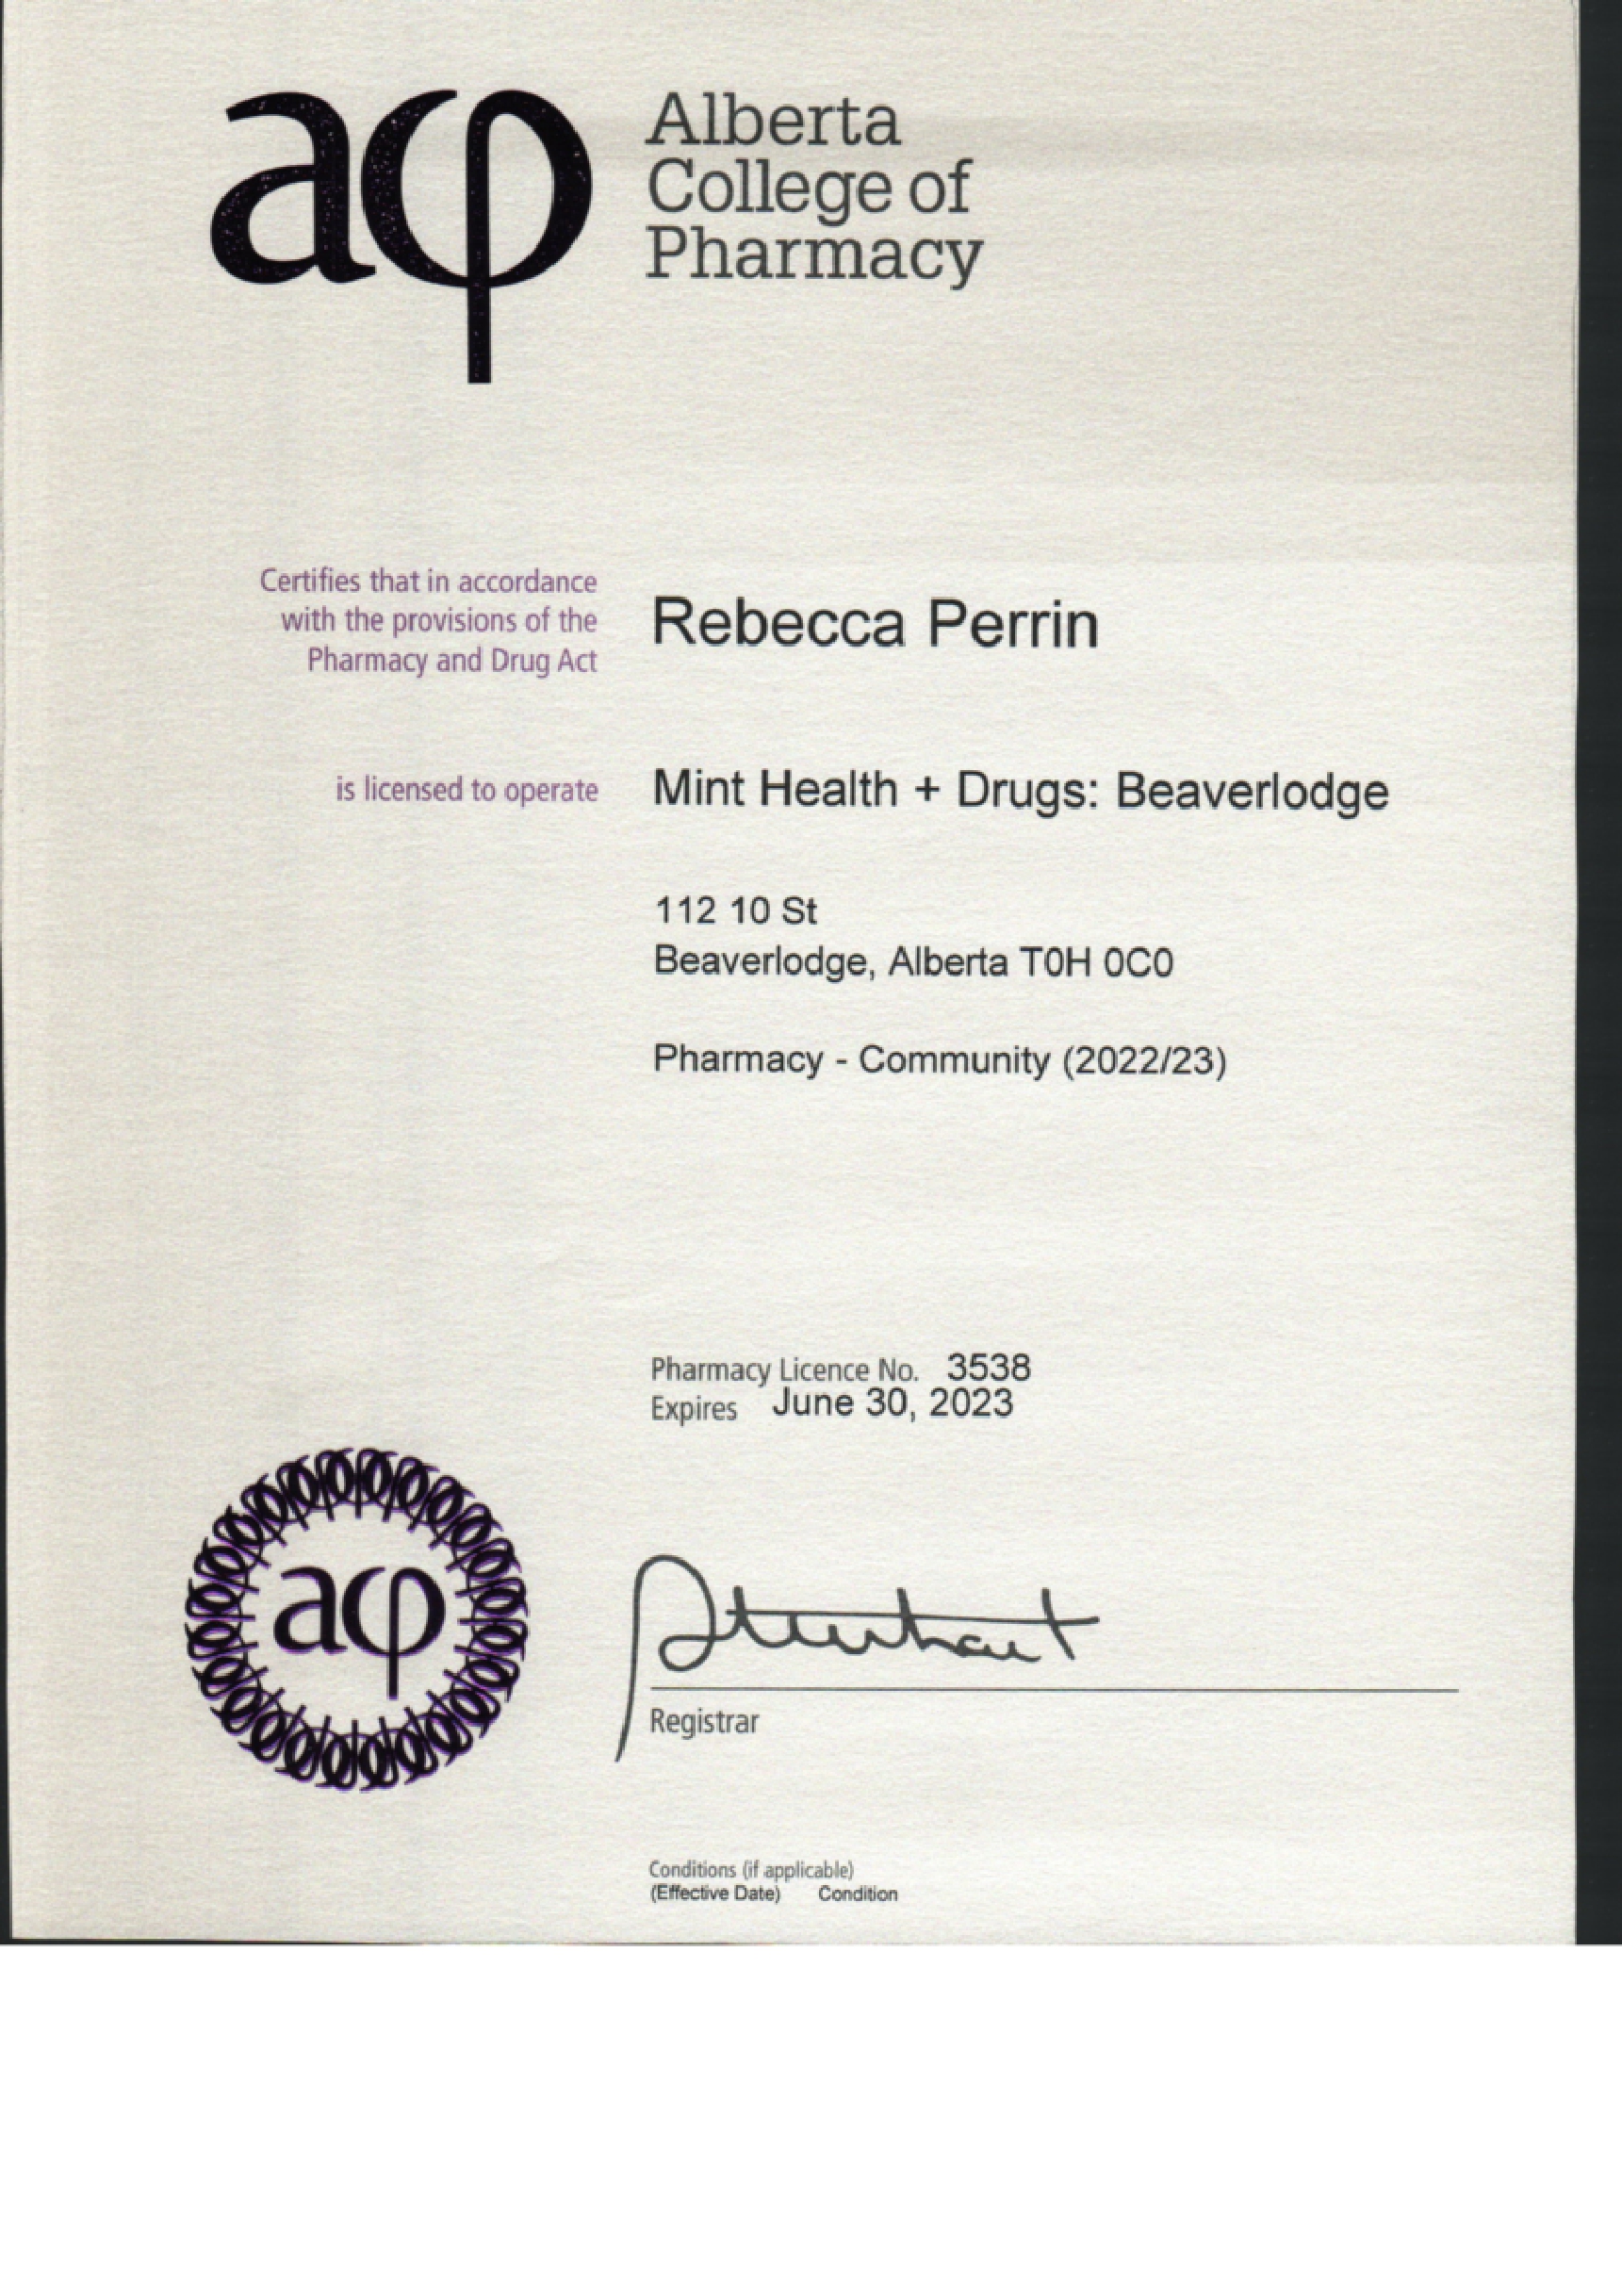 acp
Alberta
College of
Pharmacy
Certifies that in accordance
with the provisions of the
Pharmacy and Drug Act
Rebecca Perrin
is licensed to operate
Mint Health + Drugs: Beaverlodge
112 10 St
Beaverlodge, Alberta T0H 0C0
Pharmacy - Community (2022/23)
Pharmacy Licence No. 3538
Expires June 30, 2023
acp
Registrar
Conditions (if applicable)
(Effective Date) Condition